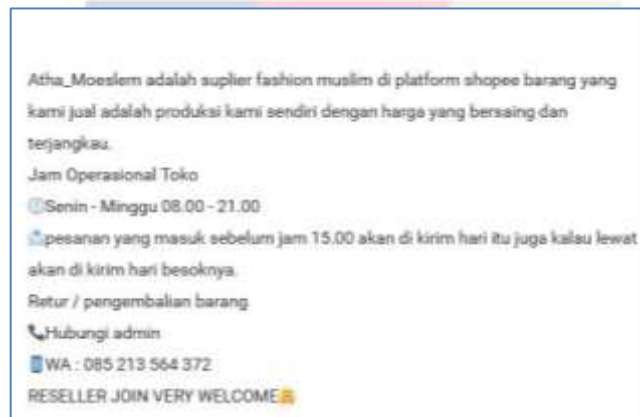 Atha_Moeslem adalah suplier fashion muslim di platform shopee barang yang
kami jual adalah produksi kami sendiri dengan harga yang bersaing dan
terjangkau.
Jam Operasional Toko
🕗Senin - Minggu 08.00 - 21.00
📩pesanan yang masuk sebelum jam 15.00 akan di kirim hari itu juga kalau lewat
akan di kirim hari besoknya.
Retur / pengembalian barang
📞Hubungi admin
📱WA : 085 213 564 372
RESELLER JOIN VERY WELCOME🤗